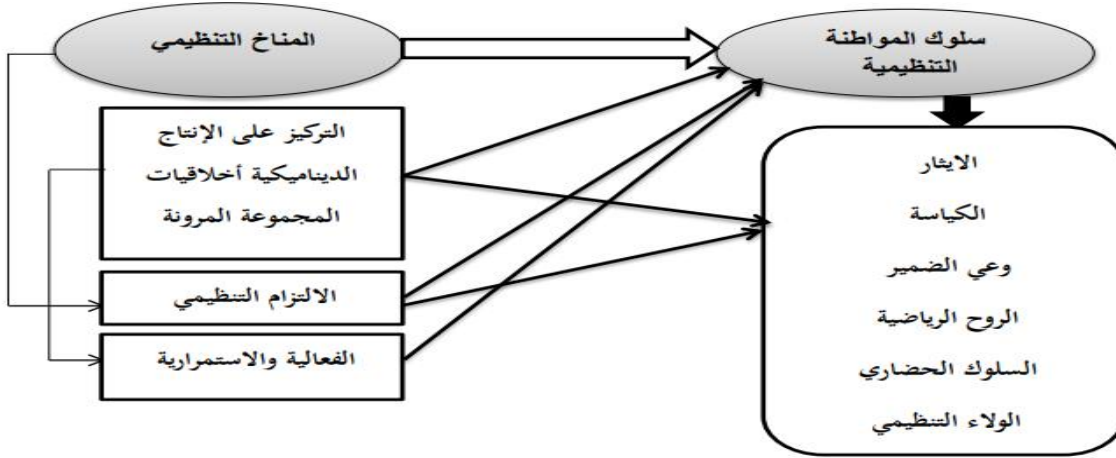 المناخ التنظيمي
سلوك المواطنة
التنظيمية
التركيز على الإنتاج
الديناميكية أخلاقيات
المجموعة المرونة
الالتزام التنظيمي
الفعالية والاستمرارية
الايثار
الكياسة
وعي الضمير
الروح الرياضية
السلوك الحضاري
الولاء التنظيمي